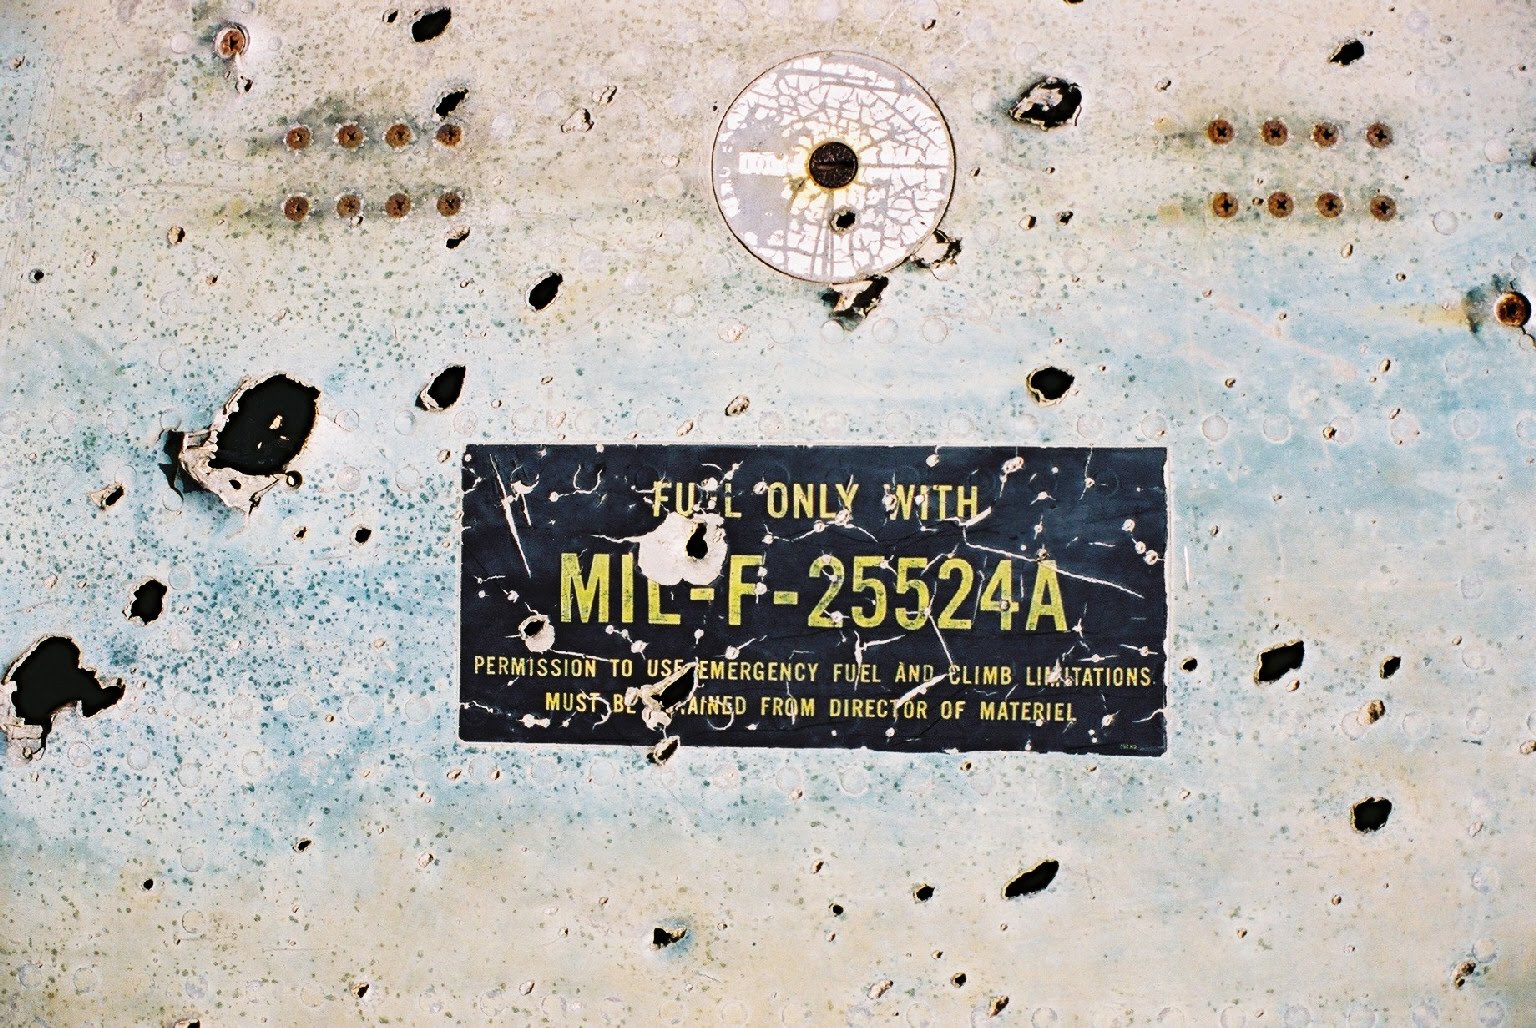 FUEL ONLY WITH
MIL-F-25524A
PERMISSION TO USE EMERGENCY FUEL AND CLIMB LIMITATIONS
MUST BE FROM DIRECTOR OF MATERIEL